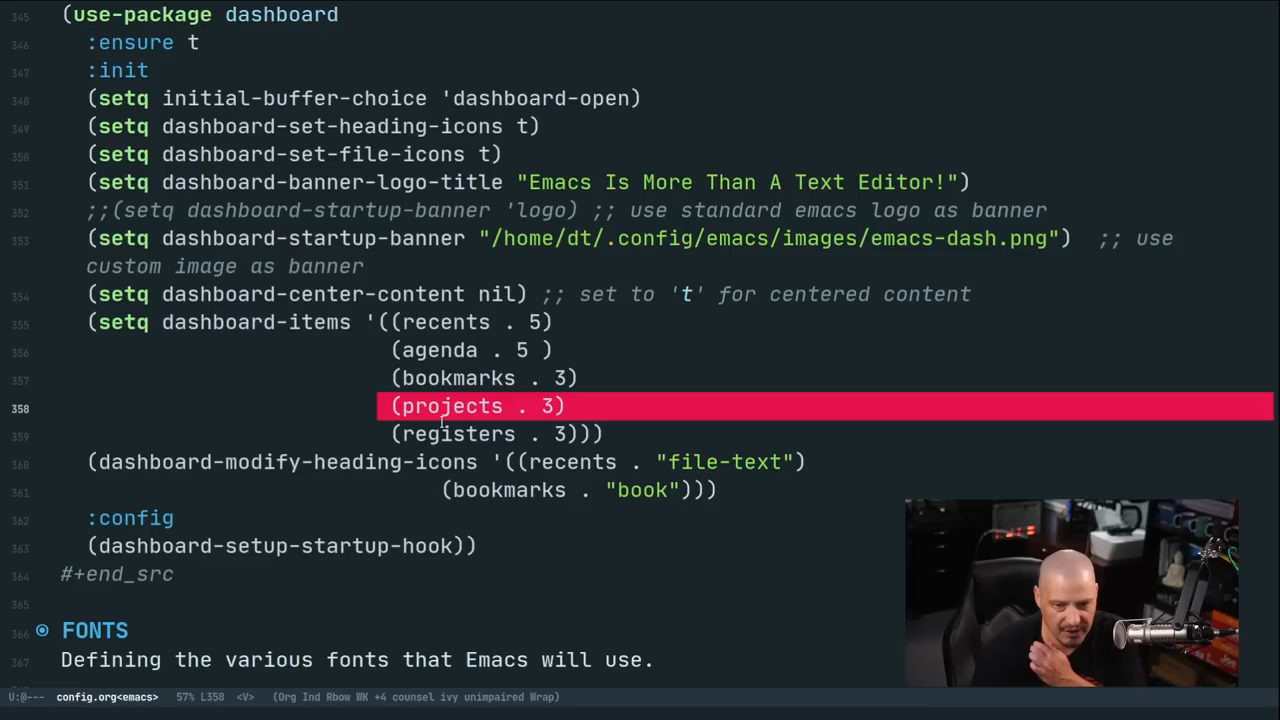 345 (use-package dashboard
346 :ensure t
347 :init
348 (setq initial-buffer-choice 'dashboard-open)
349 (setq dashboard-set-heading-icons t)
350 (setq dashboard-set-file-icons t)
351 (setq dashboard-banner-logo-title "Emacs Is More Than A Text Editor!")
352 ;;(setq dashboard-startup-banner 'logo) ;; use standard emacs logo as banner
353 (setq dashboard-startup-banner "/home/dt/.config/emacs/images/emacs-dash.png") ;; use
custom image as banner
354 (setq dashboard-center-content nil) ;; set to 't' for centered content
355 (setq dashboard-items '((recents . 5)
356 (agenda . 5 )
357 (bookmarks . 3)
358 (projects . 3)
359 (registers . 3)))
360 (dashboard-modify-heading-icons '((recents . "file-text")
361 (bookmarks . "book")))
362 :config
363 (dashboard-setup-startup-hook))
364 #+end_src
365
366 FONTS
367 Defining the various fonts that Emacs will use.
U:@--- config.org<emacs> 57% L358 <V> (Org Ind Rbow WK +4 counsel ivy unimpaired Wrap)